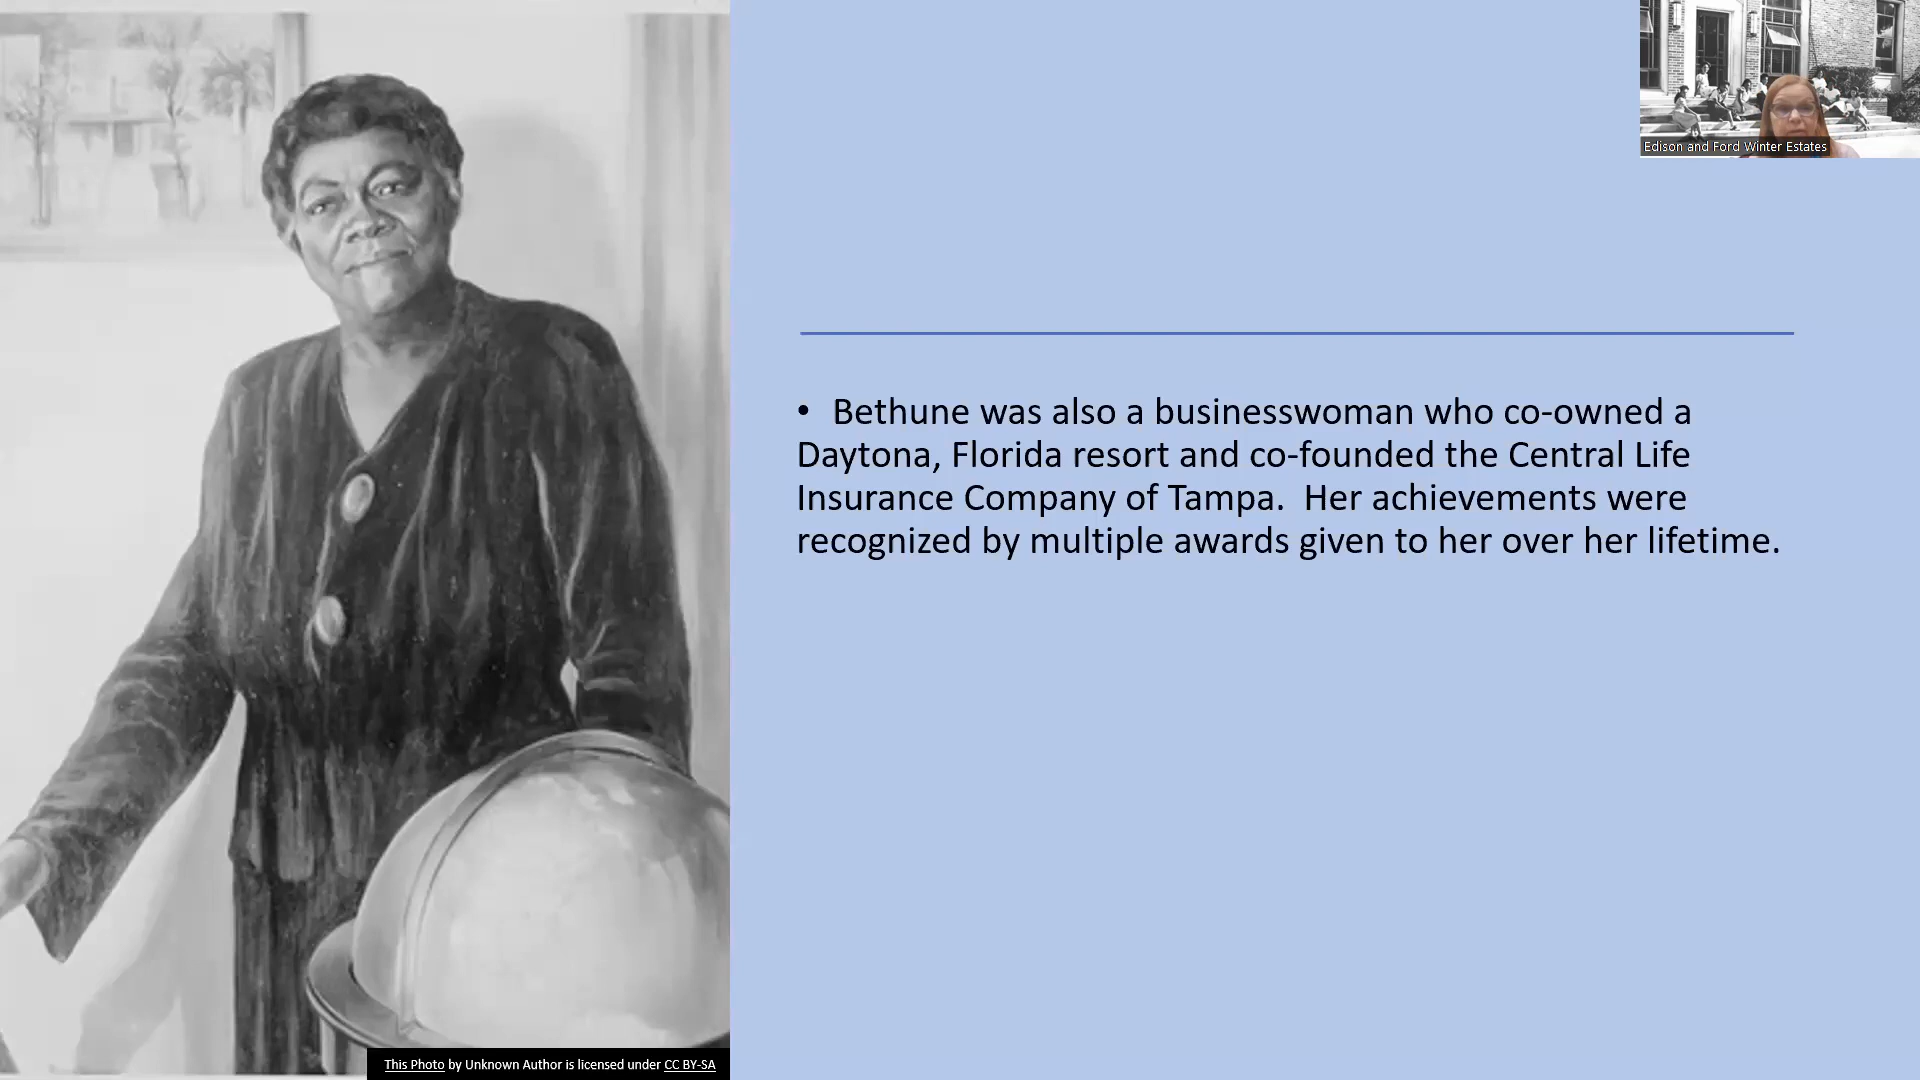 Edison and Ford Winter Estates
• Bethune was also a businesswoman who co-owned a
Daytona, Florida resort and co-founded the Central Life
Insurance Company of Tampa.  Her achievements were
recognized by multiple awards given to her over her lifetime.
This Photo by Unknown Author is licensed under CC BY-SA